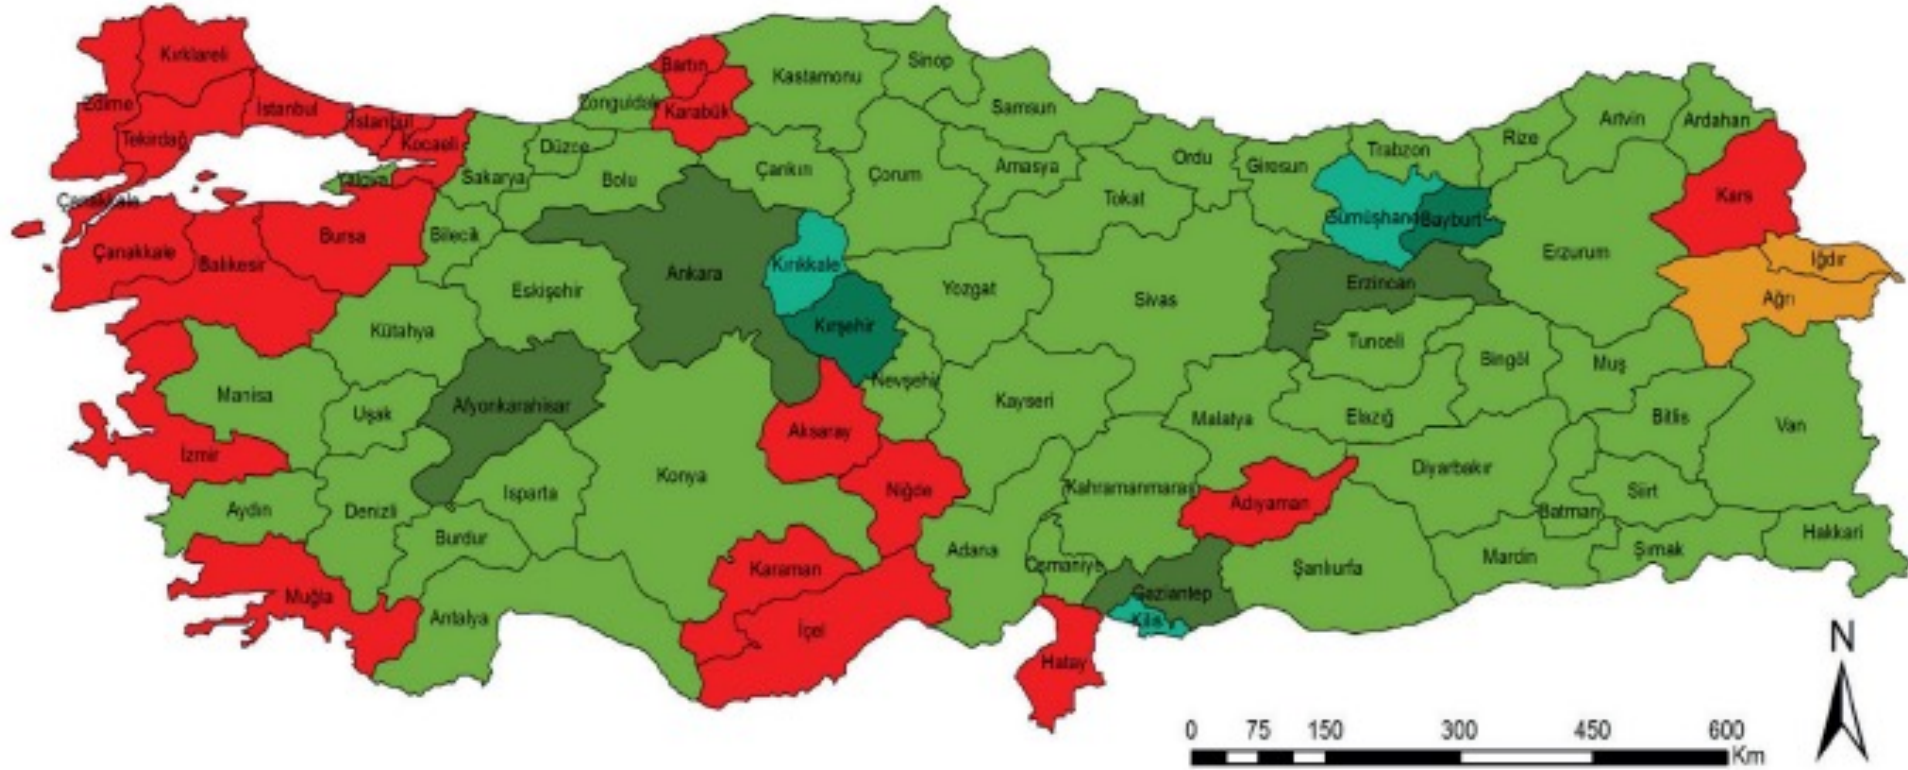 Kırklareli
Edirne
Tekirdağ
İstanbul
İstanbul
Kocaeli
Yalova
Çanakkale
Çanakkale
Balıkesir
Bursa
Bilecik
Sakarya
Düzce
Bolu
Zonguldak
Bartın
Karabük
Kastamonu
Sinop
Çankırı
Çorum
Samsun
Amasya
Tokat
Ordu
Giresun
Trabzon
Rize
Artvin
Ardahan
Kars
Iğdır
Ağrı
Gümüşhane
Bayburt
Erzurum
Erzincan
Ankara
Kırıkkale
Kırşehir
Yozgat
Sivas
Eskişehir
Kütahya
Manisa
Uşak
Afyonkarahisar
İzmir
Aydın
Denizli
Isparta
Burdur
Muğla
Antalya
Konya
Aksaray
Nevşehir
Niğde
Kayseri
Karaman
İçel
Adana
Osmaniye
Kahramanmaraş
Malatya
Adıyaman
Gaziantep
Kilis
Hatay
Şanlıurfa
Elazığ
Tunceli
Bingöl
Muş
Bitlis
Van
Diyarbakır
Batman
Siirt
Mardin
Şırnak
Hakkari
N
0 75 150 300 450 600
Km